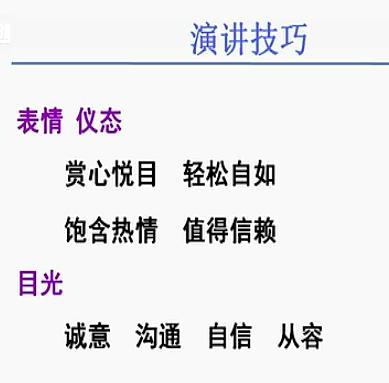 演讲技巧
表情 仪态
赏心悦目 轻松自如
饱含热情 值得信赖
目光
诚意 沟通 自信 从容